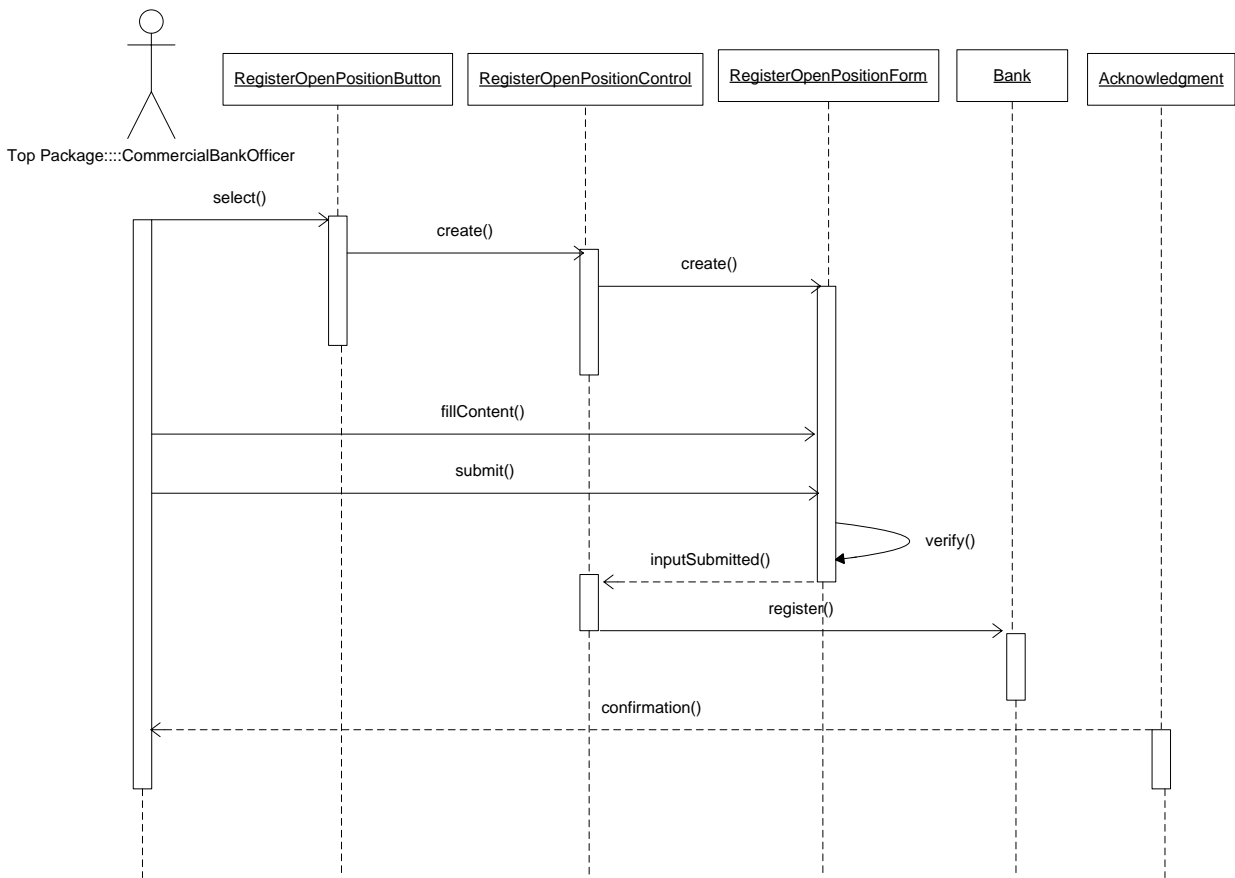 RegisterOpenPositionButton
RegisterOpenPositionControl
RegisterOpenPositionForm
Bank
Acknowledgment
Top Package::::CommercialBankOfficer
select()
create()
create()
fillContent()
submit()
verify()
inputSubmitted()
register()
confirmation()